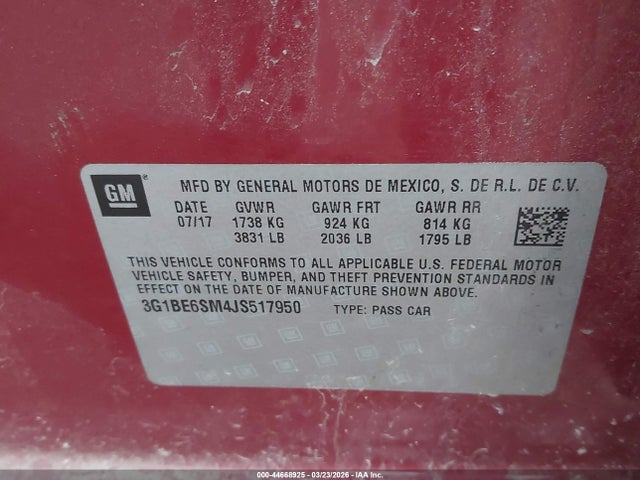 GM
MFD BY GENERAL MOTORS DE MEXICO, S. DE R.L. DE C.V.
DATE GVWR GAWR FRT GAWR RR
07/17 1738 KG 924 KG 814 KG
3831 LB 2036 LB 1795 LB
THIS VEHICLE CONFORMS TO ALL APPLICABLE U.S. FEDERAL MOTOR
VEHICLE SAFETY, BUMPER, AND THEFT PREVENTION STANDARDS
IN EFFECT ON THE DATE OF MANUFACTURE SHOWN ABOVE.
3G1BE6SM4JS517950 TYPE: PASS CAR
000-44668925 - 03/23/2026 - IAA Inc.